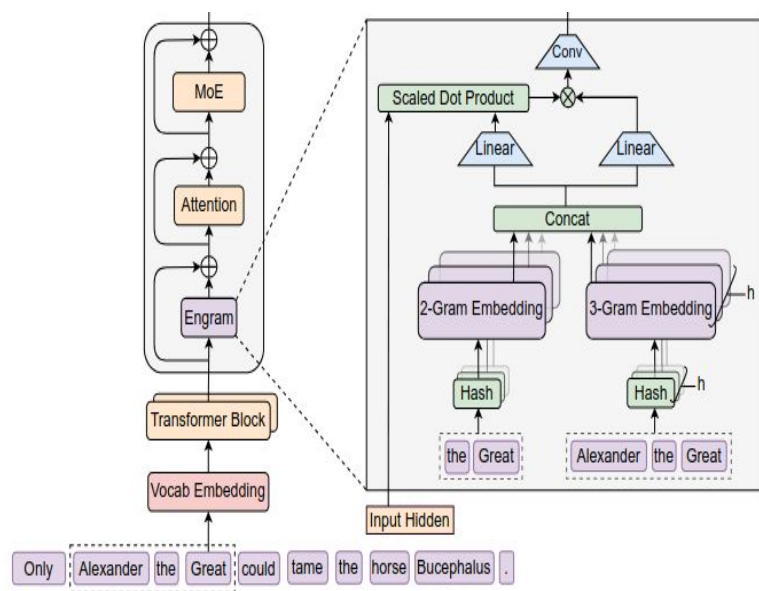 MoE
Attention
Engram
Transformer Block
Vocab Embedding
Only Alexander the Great could tame the horse Bucephalus .
Conv
Scaled Dot Product
Linear Linear
Concat
2-Gram Embedding 3-Gram Embedding h
Hash Hash h
the Great Alexander the Great
Input Hidden